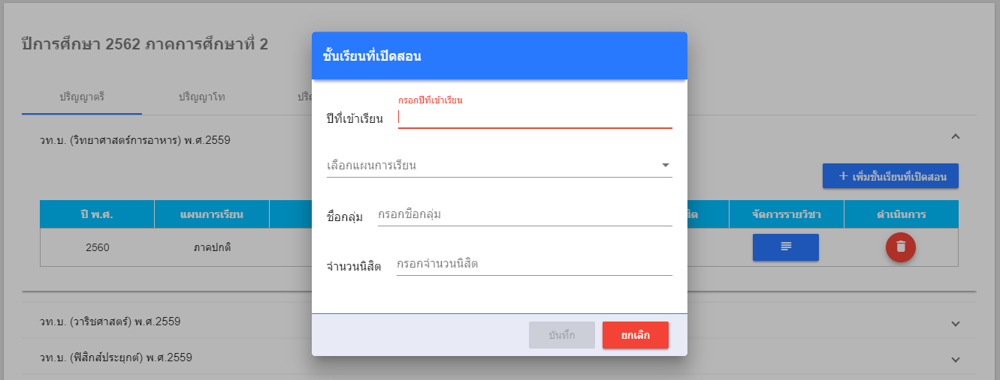 ปีการศึกษา 2562 ภาคการศึกษาที่ 2
ปริญญาตรี ปริญญาโท
วท.บ. (วิทยาศาสตร์การอาหาร) พ.ศ.2559
+ เพิ่มชั้นเรียนที่เปิดสอน
ปี พ.ศ. แผนการเรียน จัดการรายวิชา ดำเนินการ
2560 ภาคปกติ
วท.บ. (วาริชศาสตร์) พ.ศ.2559
วท.บ. (ฟิสิกส์ประยุกต์) พ.ศ.2559
ชั้นเรียนที่เปิดสอน
กรอกปีที่เข้าเรียน
ปีที่เข้าเรียน
เลือกแผนการเรียน
ชื่อกลุ่ม กรอกชื่อกลุ่ม
จำนวนนิสิต กรอกจำนวนนิสิต
บันทึก ยกเลิก